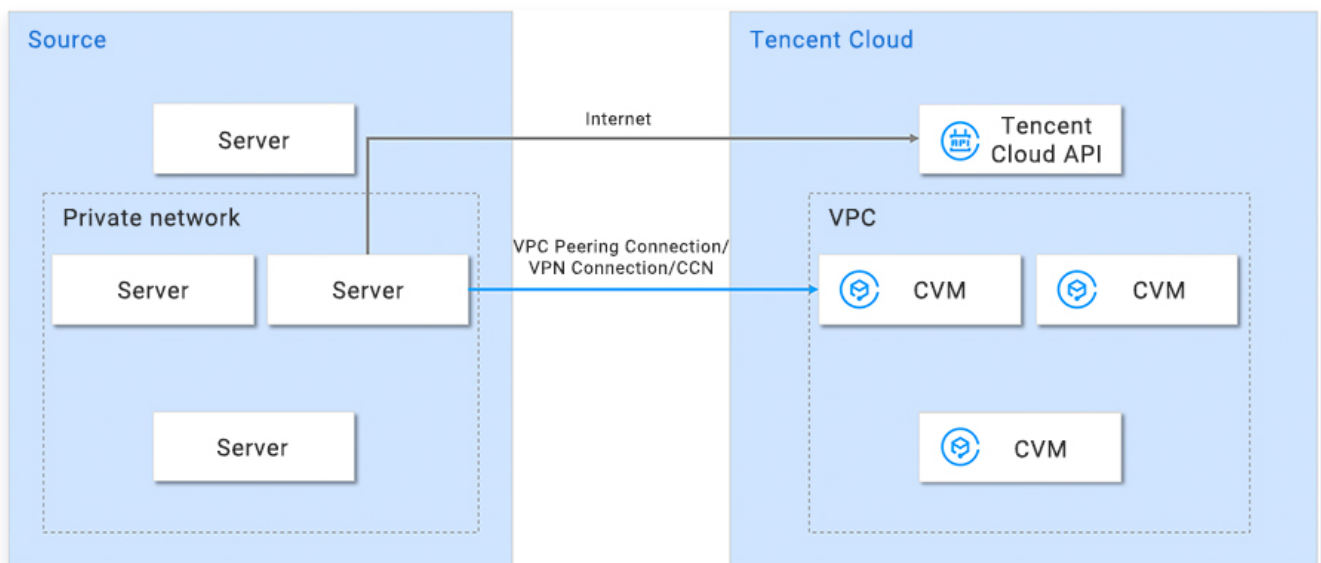 Source
Tencent Cloud
Server
Internet
API
Tencent
Cloud API
Private network
VPC
VPC Peering Connection/
VPN Connection/CCN
Server
Server
CVM
CVM
Server
CVM